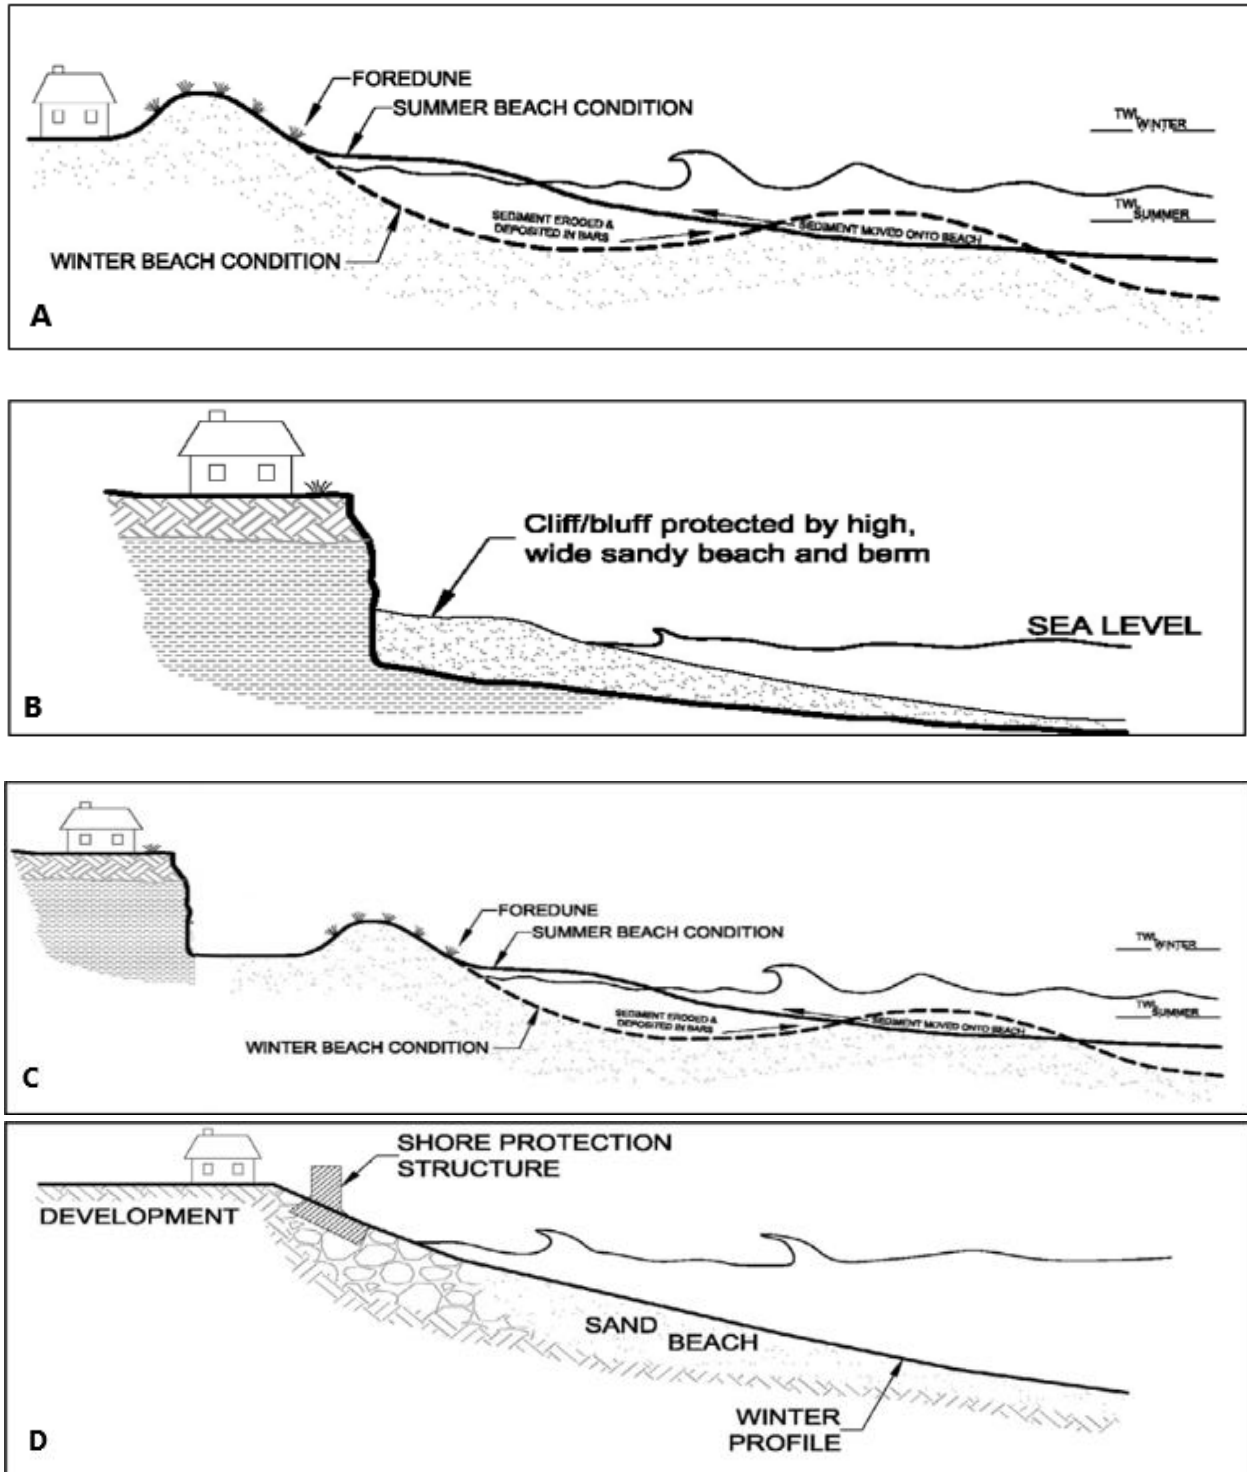 FOREDUNE
SUMMER BEACH CONDITION
TWL WINTER
SEDIMENT ERODED &
DEPOSITED IN BARS
TWL SUMMER
SEDIMENT MOVED ONTO BEACH
WINTER BEACH CONDITION
A
Cliff/bluff protected by high,
wide sandy beach and berm
SEA LEVEL
B
FOREDUNE
SUMMER BEACH CONDITION
TWL WINTER
TWL SUMMER
SEDIMENT ERODED &
DEPOSITED IN BARS
SEDIMENT MOVED ONTO BEACH
WINTER BEACH CONDITION
C
SHORE PROTECTION
STRUCTURE
DEVELOPMENT
SAND
BEACH
WINTER
PROFILE
D